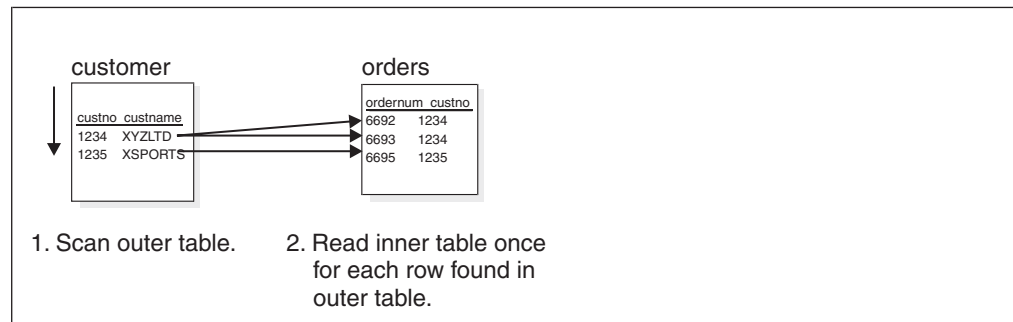 customer
custno custname
1234 XYZLTD
1235 XSPORTS
orders
ordernum custno
6692 1234
6693 1234
6695 1235
1. Scan outer table.
2. Read inner table once
for each row found in
outer table.